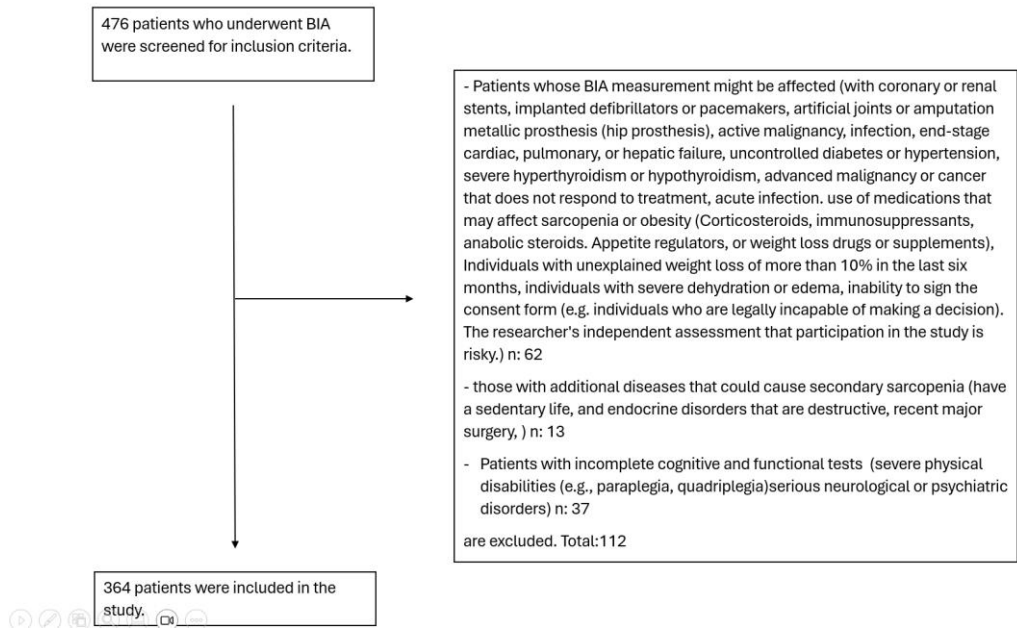 476 patients who underwent BIA
were screened for inclusion criteria.
- Patients whose BIA measurement might be affected (with coronary or renal
stents, implanted defibrillators or pacemakers, artificial joints or amputation
metallic prosthesis (hip prosthesis), active malignancy, infection, end-stage
cardiac, pulmonary, or hepatic failure, uncontrolled diabetes or hypertension,
severe hyperthyroidism or hypothyroidism, advanced malignancy or cancer
that does not respond to treatment, acute infection. use of medications that
may affect sarcopenia or obesity (Corticosteroids, immunosuppressants,
anabolic steroids. Appetite regulators, or weight loss drugs or supplements),
Individuals with unexplained weight loss of more than 10% in the last six
months, individuals with severe dehydration or edema, inability to sign the
consent form (e.g. individuals who are legally incapable of making a decision).
The researcher's independent assessment that participation in the study is
risky.) n: 62
- those with additional diseases that could cause secondary sarcopenia (have
a sedentary life, and endocrine disorders that are destructive, recent major
surgery, ) n: 13
- Patients with incomplete cognitive and functional tests (severe physical
disabilities (e.g., paraplegia, quadriplegia)serious neurological or psychiatric
disorders) n: 37
are excluded. Total:112
364 patients were included in the
study.